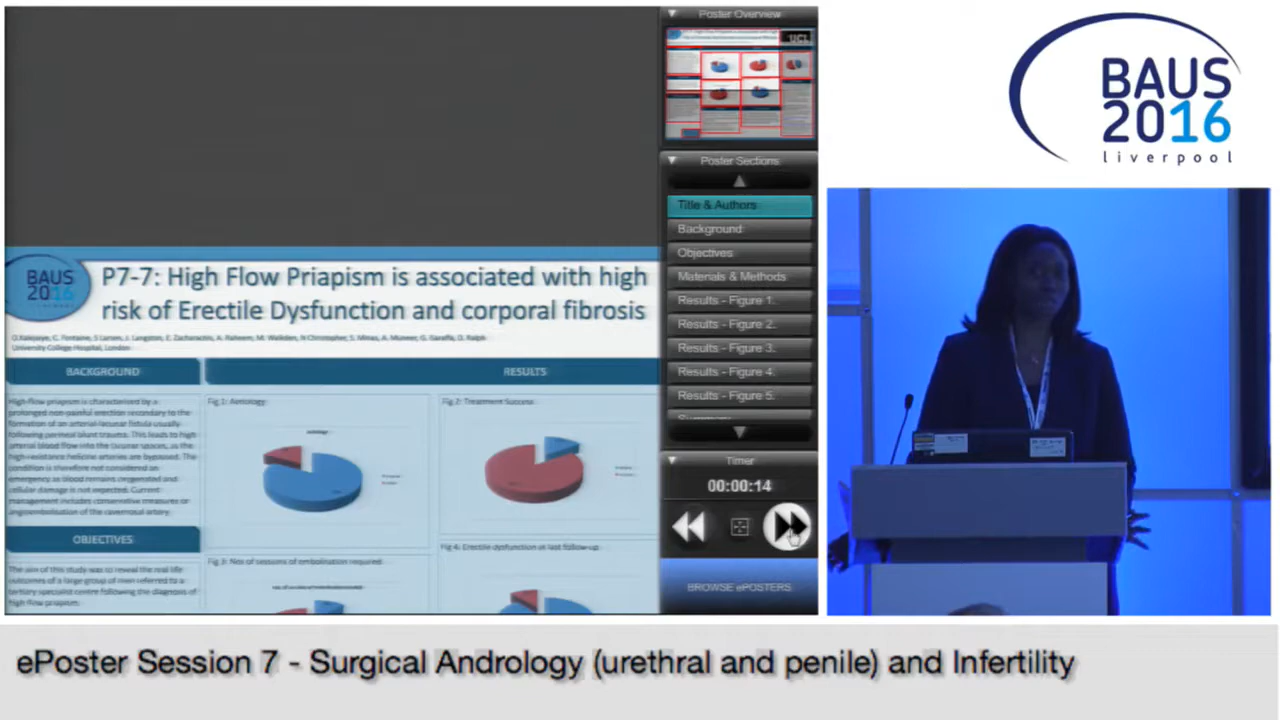 Poster Overview
UCL
BAUS
2016
liverpool
Poster Sections
Title & Authors
Background
Objectives
Materials & Methods
Results - Figure 1.
Results - Figure 2.
Results - Figure 3.
Results - Figure 4.
Results - Figure 5.
Summary
Timer
00:00:14
BROWSE ePOSTERS
BAUS
2016
P7-7: High Flow Priapism is associated with high
risk of Erectile Dysfunction and corporal fibrosis
University College Hospital, London
BACKGROUND
RESULTS
High-flow priapism is characterised by a
prolonged non-painful erection secondary to the
formation of an arterial-lacunar fistula usually
following perineal blunt trauma. This leads to high
arterial blood flow into the lacunar spaces, as the
high-resistance helicine arteries are bypassed. The
condition is therefore not considered an
emergency as blood remains oxygenated and
cellular damage is not expected. Current
management includes conservative measures or
angioembolisation of the cavernosal artery.
OBJECTIVES
The aim of this study was to reveal the real life
outcomes of a large group of men referred to a
tertiary specialist centre following the diagnosis of
high flow priapism.
Fig 1: Aetiology
Fig 2: Treatment Success
Fig 3: Nos of sessions of embolisation required
Fig 4: Erectile dysfunction at last follow-up
ePoster Session 7 - Surgical Andrology (urethral and penile) and Infertility